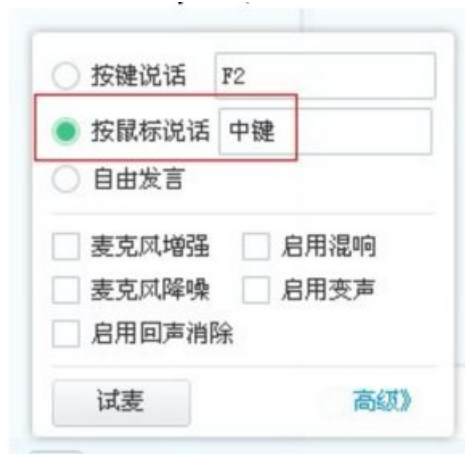 按键说话 F2
按鼠标说话 中键
自由发言
麦克风增强 启用混响
麦克风降噪 启用变声
启用回声消除
试麦 高级》